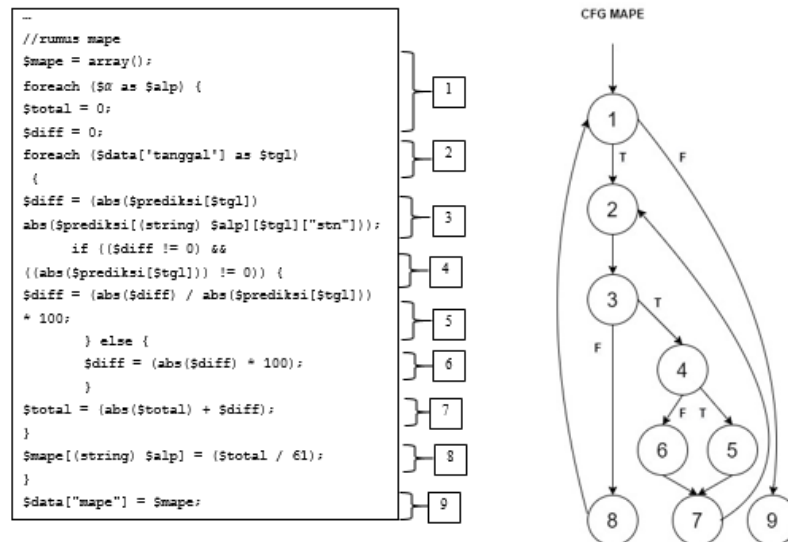 …
//rumus mape
$mape = array();
foreach ($α as $alp) {
$total = 0;
$diff = 0;
foreach ($data['tanggal'] as $tgl)
{
$diff = (abs($prediksi[$tgl])
abs($prediksi[(string) $alp][$tgl]["stn"]));
if (($diff != 0) &&
((abs($prediksi[$tgl])) != 0)) {
$diff = (abs($diff) / abs($prediksi[$tgl]))
* 100;
} else {
$diff = (abs($diff) * 100);
}
$total = (abs($total) + $diff);
}
$mape[(string) $alp] = ($total / 61);
}
$data["mape"] = $mape;
1
2
3
4
5
6
7
8
9
CFG MAPE
1
T
F
2
3
T
F
4
F T
6
5
8
7
9